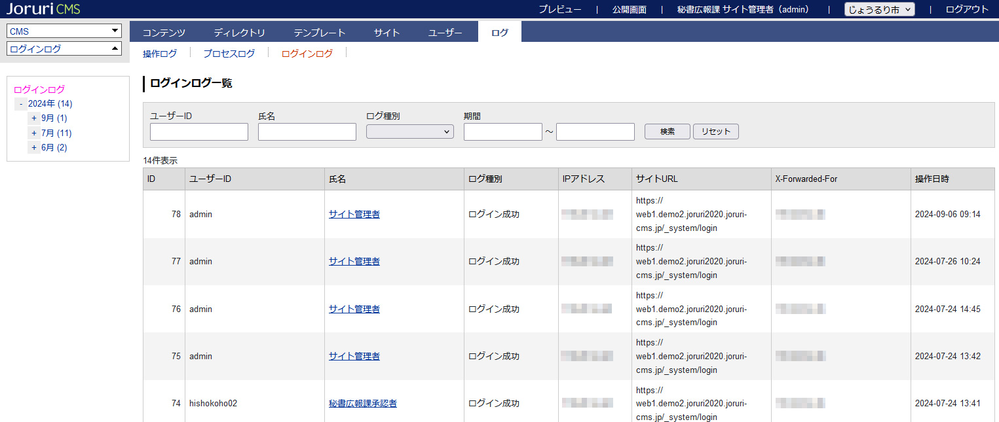 Joruri CMS
プレビュー | 公開画面 | 秘書広報課 サイト管理者（admin） | じょうるり市 | ログアウト
CMS
ログインログ
コンテンツ ディレクトリ テンプレート サイト ユーザー ログ
操作ログ プロセスログ ログインログ
ログインログ
- 2024年 (14)
+ 9月 (1)
+ 7月 (11)
+ 6月 (2)
ログインログ一覧
ユーザーID 氏名 ログ種別 期間
～ 検索 リセット
14件表示
ID ユーザーID 氏名 ログ種別 IPアドレス サイトURL X-Forwarded-For 操作日時
78 admin サイト管理者 ログイン成功 https://
web1.demo2.joruri2020.joruri-
cms.jp/_system/login 2024-09-06 09:14
77 admin サイト管理者 ログイン成功 https://
web1.demo2.joruri2020.joruri-
cms.jp/_system/login 2024-07-26 10:24
76 admin サイト管理者 ログイン成功 https://
web1.demo2.joruri2020.joruri-
cms.jp/_system/login 2024-07-24 14:45
75 admin サイト管理者 ログイン成功 https://
web1.demo2.joruri2020.joruri-
cms.jp/_system/login 2024-07-24 13:42
74 hishokoho02 秘書広報課承認者 ログイン成功 https://
web1.demo2.joruri2020.joruri-
cms.jp/_system/login 2024-07-24 13:41